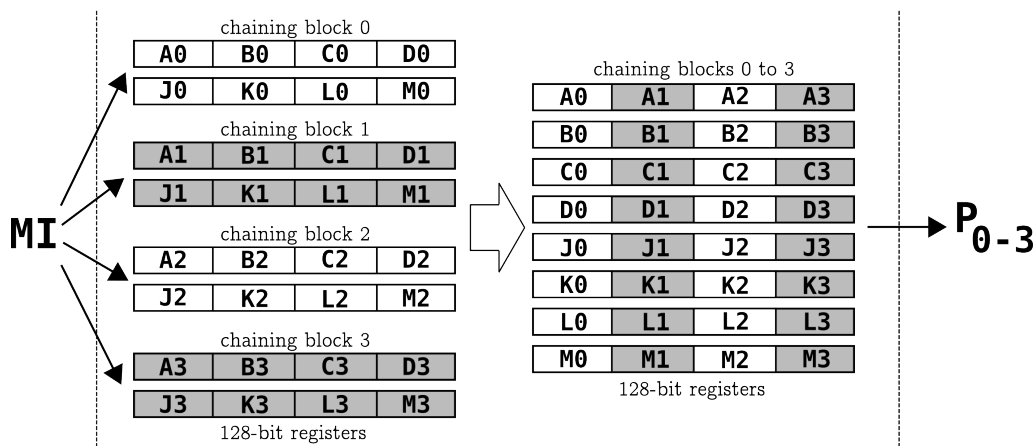 MI
chaining block 0
A0 B0 C0 D0
J0 K0 L0 M0
chaining block 1
A1 B1 C1 D1
J1 K1 L1 M1
chaining block 2
A2 B2 C2 D2
J2 K2 L2 M2
chaining block 3
A3 B3 C3 D3
J3 K3 L3 M3
128-bit registers
chaining blocks 0 to 3
A0 A1 A2 A3
B0 B1 B2 B3
C0 C1 C2 C3
D0 D1 D2 D3
J0 J1 J2 J3
K0 K1 K2 K3
L0 L1 L2 L3
M0 M1 M2 M3
128-bit registers
P0-3